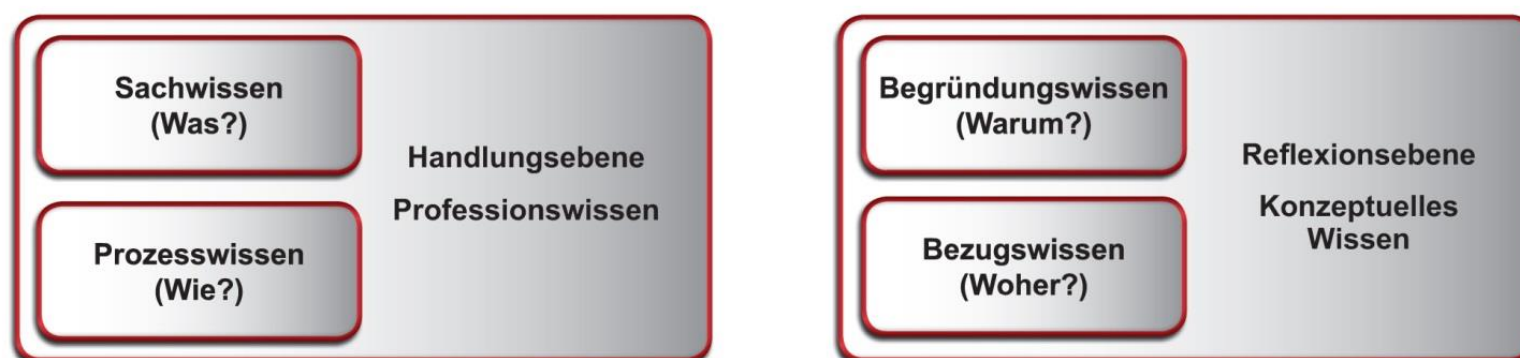 Sachwissen
(Was?)
Handlungsebene
Professionswissen
Prozesswissen
(Wie?)
Begründungswissen
(Warum?)
Reflexionsebene
Konzeptuelles
Wissen
Bezugswissen
(Woher?)